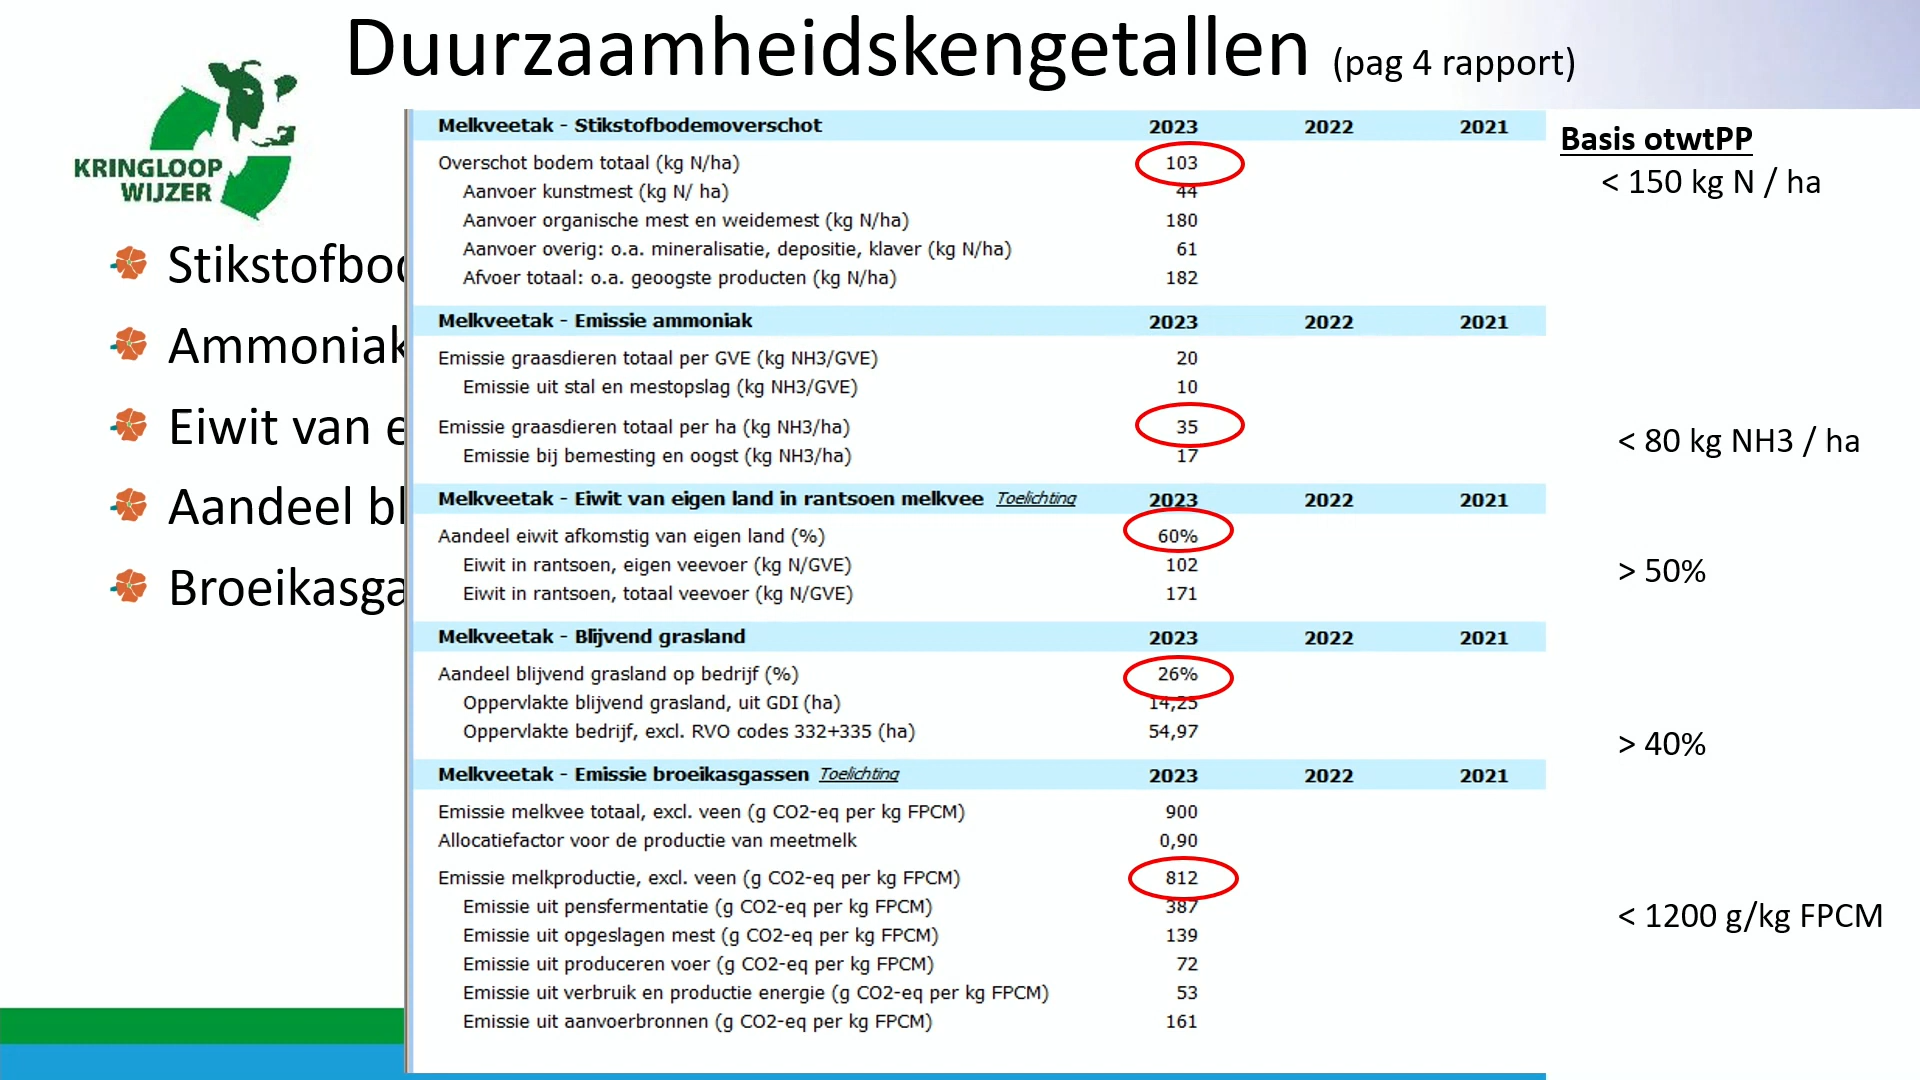 Duurzaamheidskengetallen (pag 4 rapport)
KRINGLOOP
WIJZER
Stikstofbod
Ammoniak
Eiwit van e
Aandeel bl
Broeikasga
Melkveetak - Stikstofbodemoverschot 2023 2022 2021
Overschot bodem totaal (kg N/ha) 103
Aanvoer kunstmest (kg N/ ha) 44
Aanvoer organische mest en weidemest (kg N/ha) 180
Aanvoer overig: o.a. mineralisatie, depositie, klaver (kg N/ha) 61
Afvoer totaal: o.a. geoogste producten (kg N/ha) 182
Melkveetak - Emissie ammoniak 2023 2022 2021
Emissie graasdieren totaal per GVE (kg NH3/GVE) 20
Emissie uit stal en mestopslag (kg NH3/GVE) 10
Emissie graasdieren totaal per ha (kg NH3/ha) 35
Emissie bij bemesting en oogst (kg NH3/ha) 17
Melkveetak - Eiwit van eigen land in rantsoen melkvee Toelichting 2023 2022 2021
Aandeel eiwit afkomstig van eigen land (%) 60%
Eiwit in rantsoen, eigen veevoer (kg N/GVE) 102
Eiwit in rantsoen, totaal veevoer (kg N/GVE) 171
Melkveetak - Blijvend grasland 2023 2022 2021
Aandeel blijvend grasland op bedrijf (%) 26%
Oppervlakte blijvend grasland, uit GDI (ha) 14,25
Oppervlakte bedrijf, excl. RVO codes 332+335 (ha) 54,97
Melkveetak - Emissie broeikasgassen Toelichting 2023 2022 2021
Emissie melkvee totaal, excl. veen (g CO2-eq per kg FPCM) 900
Allocatiefactor voor de productie van meetmelk 0,90
Emissie melkproductie, excl. veen (g CO2-eq per kg FPCM) 812
Emissie uit pensfermentatie (g CO2-eq per kg FPCM) 387
Emissie uit opgeslagen mest (g CO2-eq per kg FPCM) 139
Emissie uit produceren voer (g CO2-eq per kg FPCM) 72
Emissie uit verbruik en productie energie (g CO2-eq per kg FPCM) 53
Emissie uit aanvoerbronnen (g CO2-eq per kg FPCM) 161
Basis otwtPP
< 150 kg N / ha
< 80 kg NH3 / ha
> 50%
> 40%
< 1200 g/kg FPCM